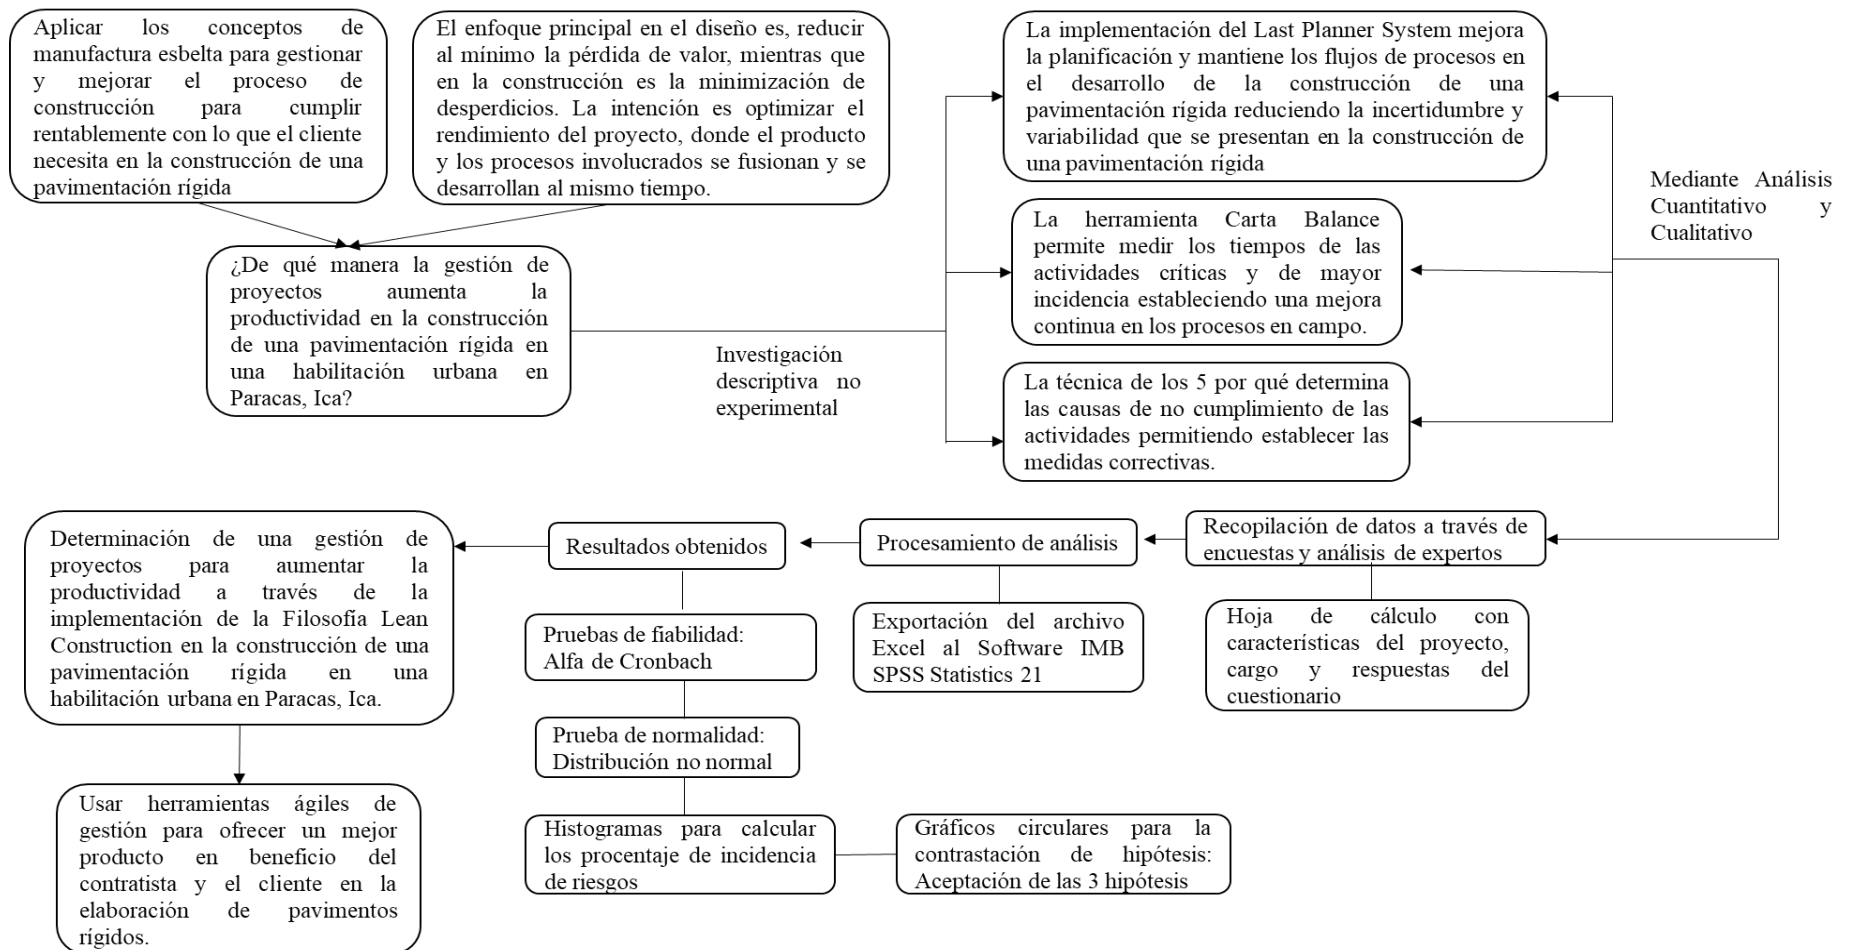 Aplicar los conceptos de
manufactura esbelta para gestionar
y mejorar el proceso de
construcción para cumplir
rentablemente con lo que el cliente
necesita en la construcción de una
pavimentación rígida
El enfoque principal en el diseño es, reducir
al mínimo la pérdida de valor, mientras que
en la construcción es la minimización de
desperdicios. La intención es optimizar el
rendimiento del proyecto, donde el producto
y los procesos involucrados se fusionan y se
desarrollan al mismo tiempo.
¿De qué manera la gestión de
proyectos aumenta la
productividad en la construcción
de una pavimentación rígida en
una habilitación urbana en
Paracas, Ica?
Investigación
descriptiva no
experimental
La implementación del Last Planner System mejora
la planificación y mantiene los flujos de procesos en
el desarrollo de la construcción de una
pavimentación rígida reduciendo la incertidumbre y
variabilidad que se presentan en la construcción de
una pavimentación rígida
La herramienta Carta Balance
permite medir los tiempos de las
actividades críticas y de mayor
incidencia estableciendo una mejora
continua en los procesos en campo.
La técnica de los 5 por qué determina
las causas de no cumplimiento de las
actividades permitiendo establecer las
medidas correctivas.
Mediante Análisis
Cuantitativo y
Cualitativo
Recopilación de datos a través de
encuestas y análisis de expertos
Hoja de cálculo con
características del proyecto,
cargo y respuestas del
cuestionario
Procesamiento de análisis
Exportación del archivo
Excel al Software IMB
SPSS Statistics 21
Resultados obtenidos
Pruebas de fiabilidad:
Alfa de Cronbach
Prueba de normalidad:
Distribución no normal
Histogramas para calcular
los procentaje de incidencia
de riesgos
Gráficos circulares para la
contrastación de hipótesis:
Aceptación de las 3 hipótesis
Determinación de una gestión de
proyectos para aumentar la
productividad a través de la
implementación de la Filosofía Lean
Construction en la construcción de una
pavimentación rígida en una
habilitación urbana en Paracas, Ica.
Usar herramientas ágiles de
gestión para ofrecer un mejor
producto en beneficio del
contratista y el cliente en la
elaboración de pavimentos
rígidos.